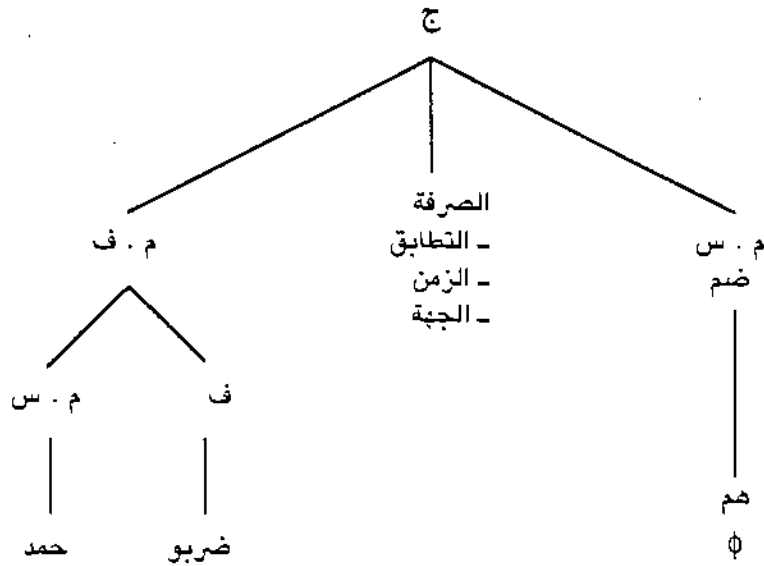 ج
م . س
ضم
الصرفة
ـ التطابق
ـ الزمن
ـ الجهة
م . ف
ف
م . س
هم
ф
ضربو
حمد